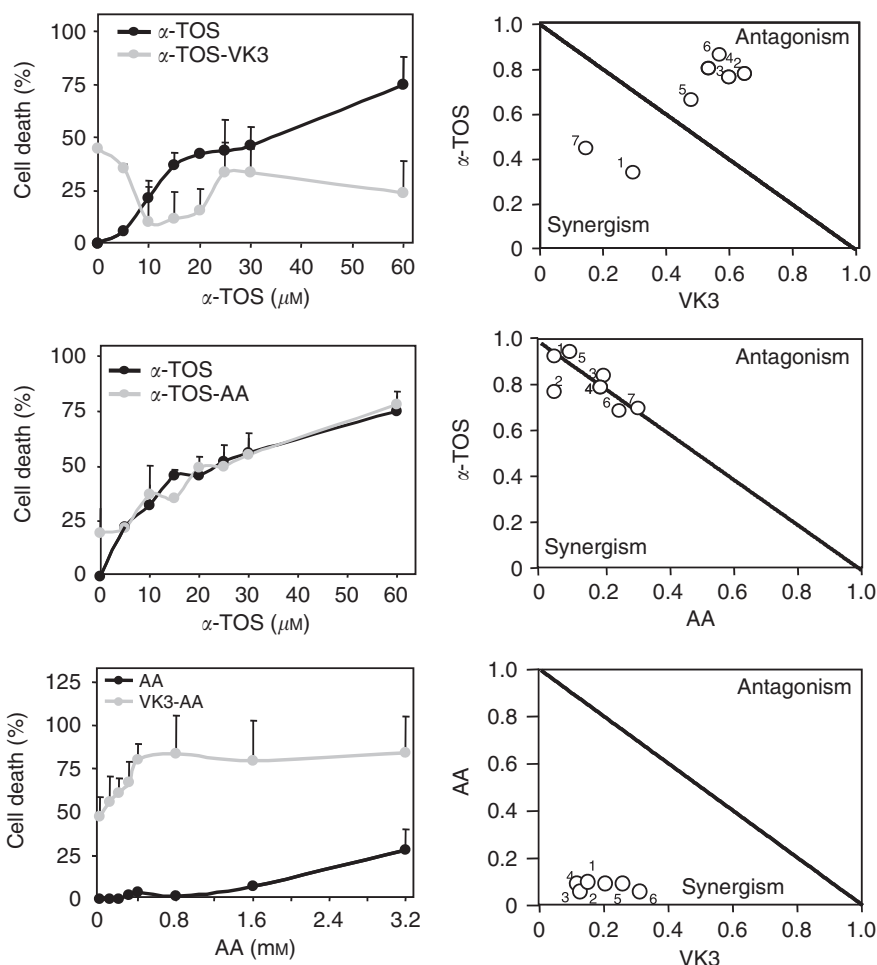 100
75
50
25
0
Cell death (%)
α-TOS
α-TOS-VK3
0 10 20 30 40 50 60
α-TOS (μM)
1.0
0.8
0.6
0.4
0.2
0
α-TOS
Antagonism
6
4 2
3
5
7
1
Synergism
0 0.2 0.4 0.6 0.8 1.0
VK3
100
75
50
25
0
Cell death (%)
α-TOS
α-TOS-AA
0 10 20 30 40 50 60
α-TOS (μM)
1.0
0.8
0.6
0.4
0.2
0
α-TOS
Antagonism
1 5
3
2 4
6 7
Synergism
0 0.2 0.4 0.6 0.8 1.0
AA
125
100
75
50
25
0
Cell death (%)
AA
VK3-AA
0 0.8 1.6 2.4 3.2
AA (mM)
1.0
0.8
0.6
0.4
0.2
0
AA
Antagonism
1
4
3 2 5 6
Synergism
0 0.2 0.4 0.6 0.8 1.0
VK3